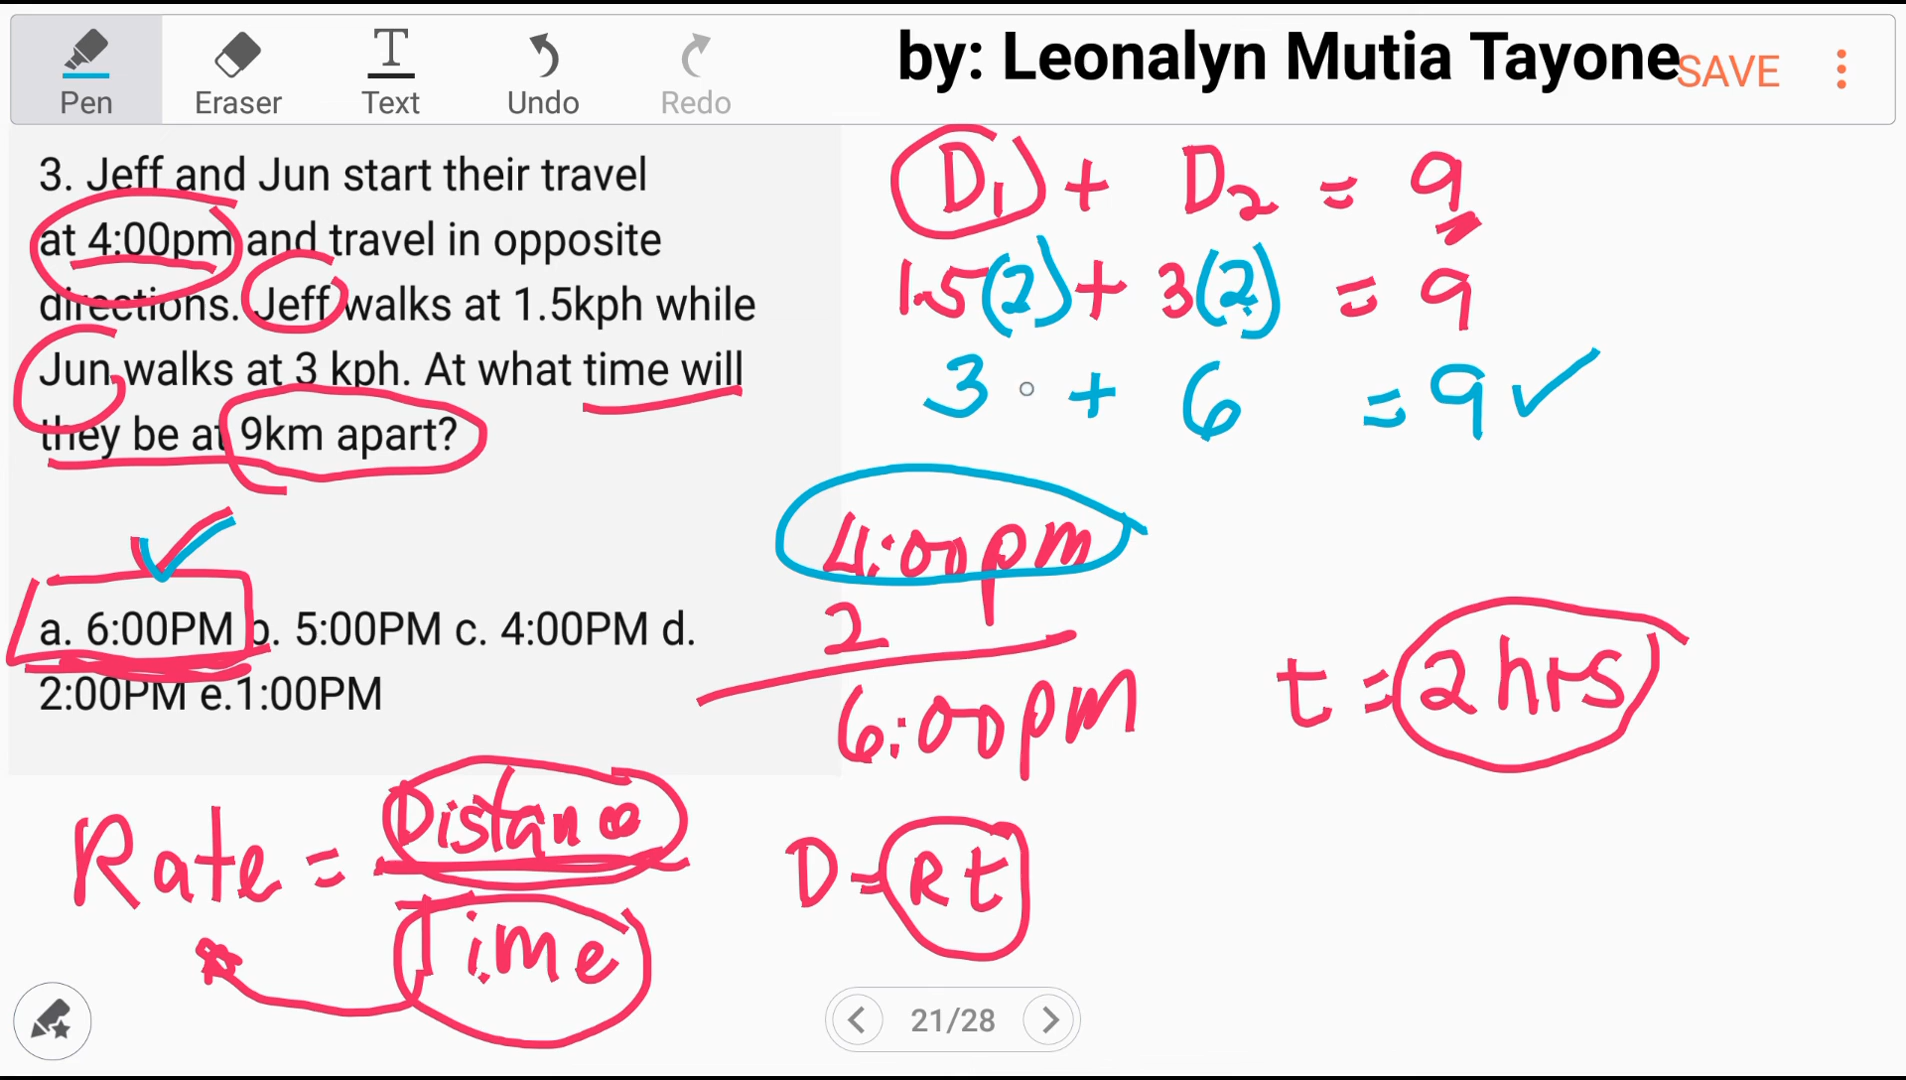 Pen Eraser Text Undo Redo
by: Leonalyn Mutia Tayone
SAVE
3. Jeff and Jun start their travel
at 4:00pm and travel in opposite
directions. Jeff walks at 1.5kph while
Jun walks at 3 kph. At what time will
they be at 9km apart?
a. 6:00PM b. 5:00PM c. 4:00PM d.
2:00PM e.1:00PM
D1 + D2 = 9
1.5(2) + 3(2) = 9
3 + 6 = 9 ✓
4:00pm
2
6:00pm
t = 2 hrs
Rate = Distance
Time
D = Rt
21/28